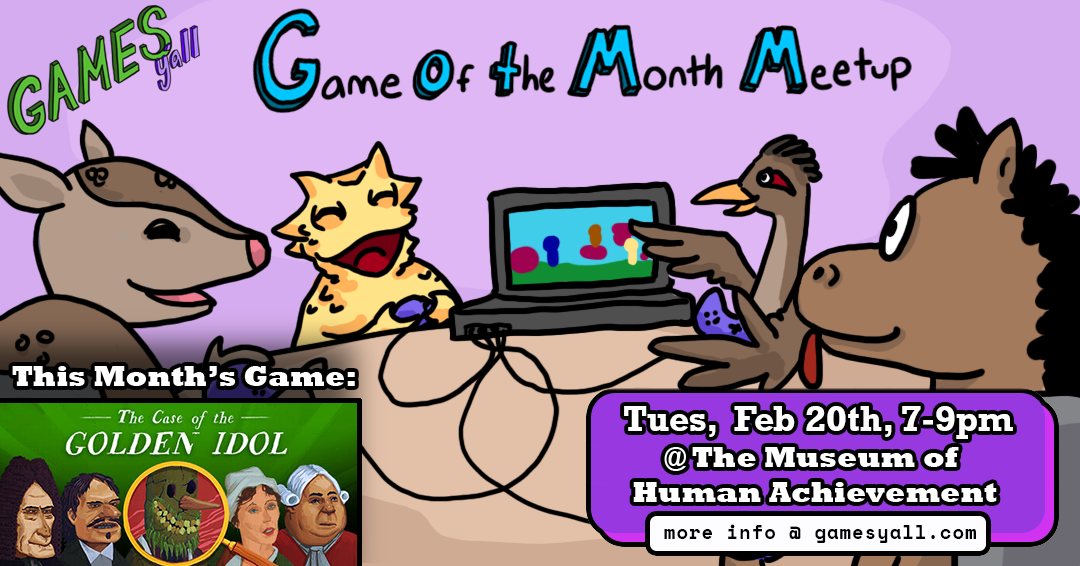 GAMES
y'all
Game Of the Month Meetup
This Month's Game:
The Case of the
GOLDEN IDOL
Tues, Feb 20th, 7-9pm
@The Museum of
Human Achievement
more info @ gamesyall.com